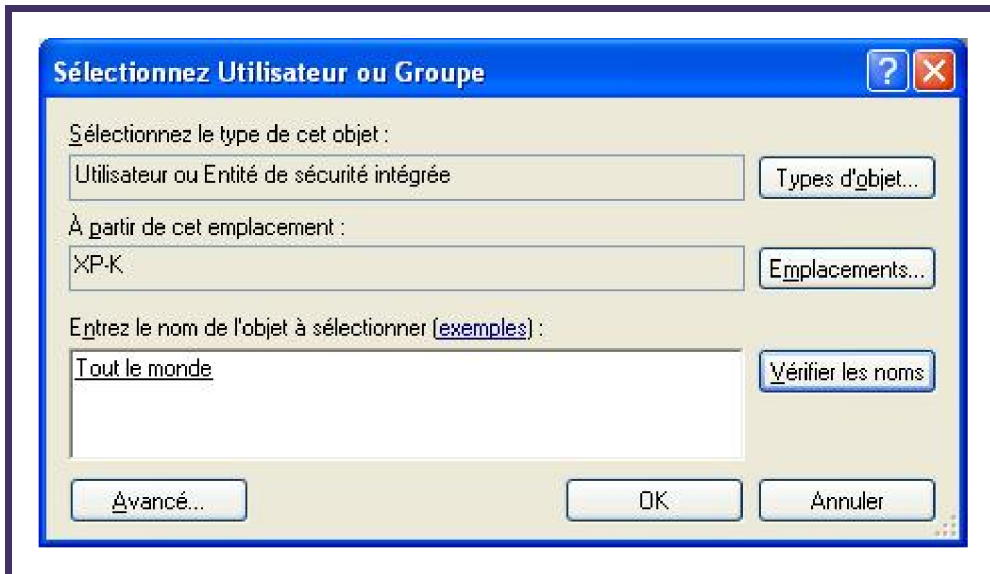 Sélectionnez Utilisateur ou Groupe
Sélectionnez le type de cet objet :
Utilisateur ou Entité de sécurité intégrée
Types d'objet...
À partir de cet emplacement :
XP-K
Emplacements...
Entrez le nom de l'objet à sélectionner (exemples) :
Tout le monde
Vérifier les noms
Avancé...
OK
Annuler